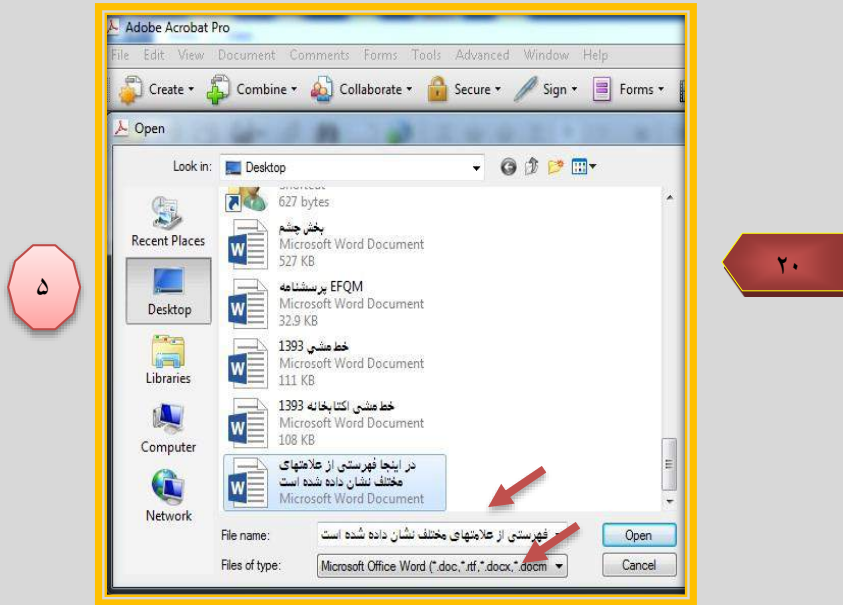 Adobe Acrobat Pro
File Edit View Document Comments Forms Tools Advanced Window Help
Create Combine Collaborate Secure Sign Forms
Open
Look in: Desktop
Recent Places
Desktop
Libraries
Computer
Network
627 bytes
بخش چشم
Microsoft Word Document
527 KB
پرسشنامه EFQM
Microsoft Word Document
32.9 KB
خط مشي 1393
Microsoft Word Document
111 KB
خط مشی اکتابخانه 1393
Microsoft Word Document
108 KB
در اینجا فهرستی از علامتهای
مختلف نشان داده شده است
Microsoft Word Document
File name: فهرستی از علامتهای مختلف نشان داده شده است Open
Files of type: Microsoft Office Word (*.doc,*.rtf,*.docx,*.docm Cancel
۵
۲۰